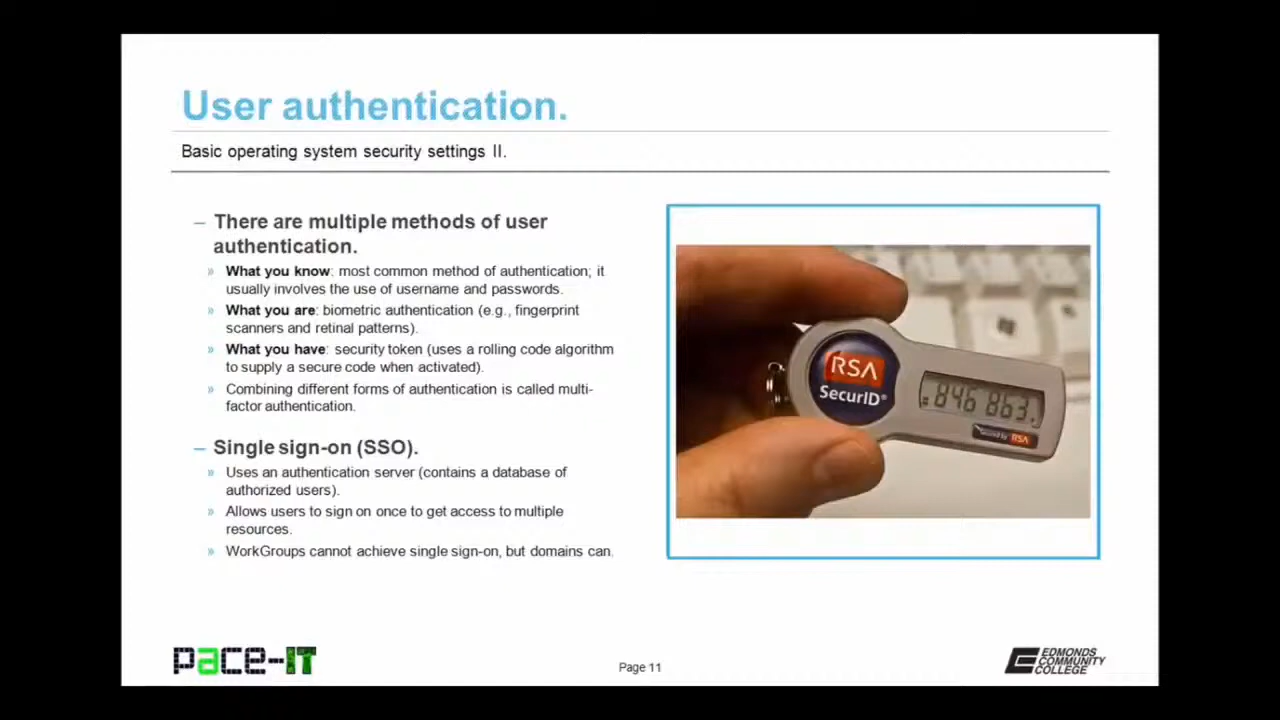 User authentication.
Basic operating system security settings II.
– There are multiple methods of user
authentication.
» What you know: most common method of authentication; it
usually involves the use of username and passwords.
» What you are: biometric authentication (e.g., fingerprint
scanners and retinal patterns).
» What you have: security token (uses a rolling code algorithm
to supply a secure code when activated).
» Combining different forms of authentication is called multi-
factor authentication.
– Single sign-on (SSO).
» Uses an authentication server (contains a database of
authorized users).
» Allows users to sign on once to get access to multiple
resources.
» WorkGroups cannot achieve single sign-on, but domains can.
RSA
SecurID®
846 863
Secured by RSA
pace-IT
Page 11
EDMONDS
COMMUNITY
COLLEGE